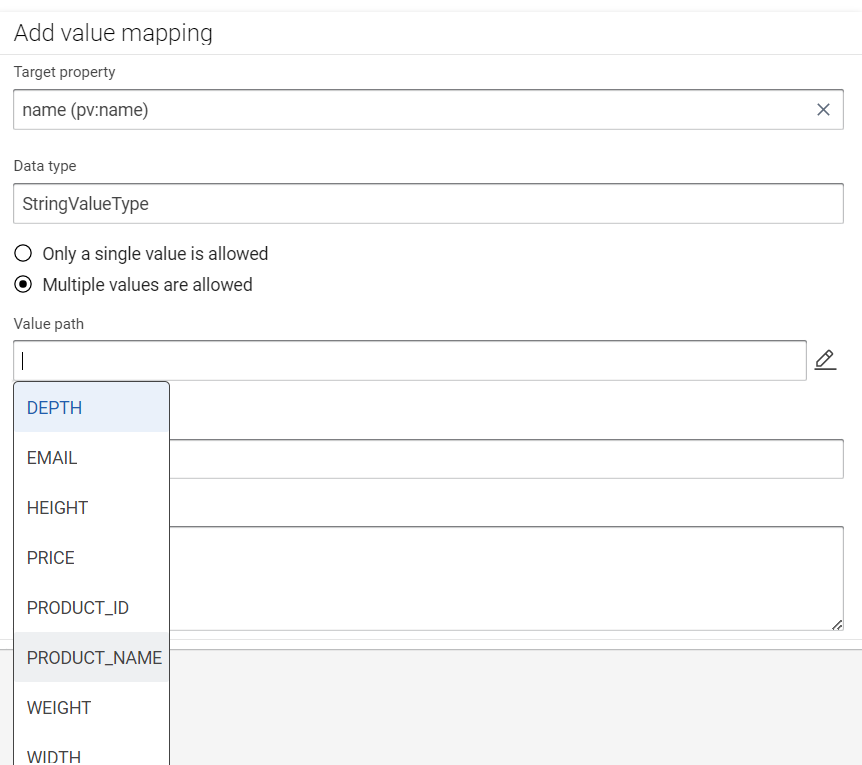 Add value mapping
Target property
name (pv:name)
Data type
StringValueType
Only a single value is allowed
Multiple values are allowed
Value path
DEPTH
EMAIL
HEIGHT
PRICE
PRODUCT_ID
PRODUCT_NAME
WEIGHT
WIDTH